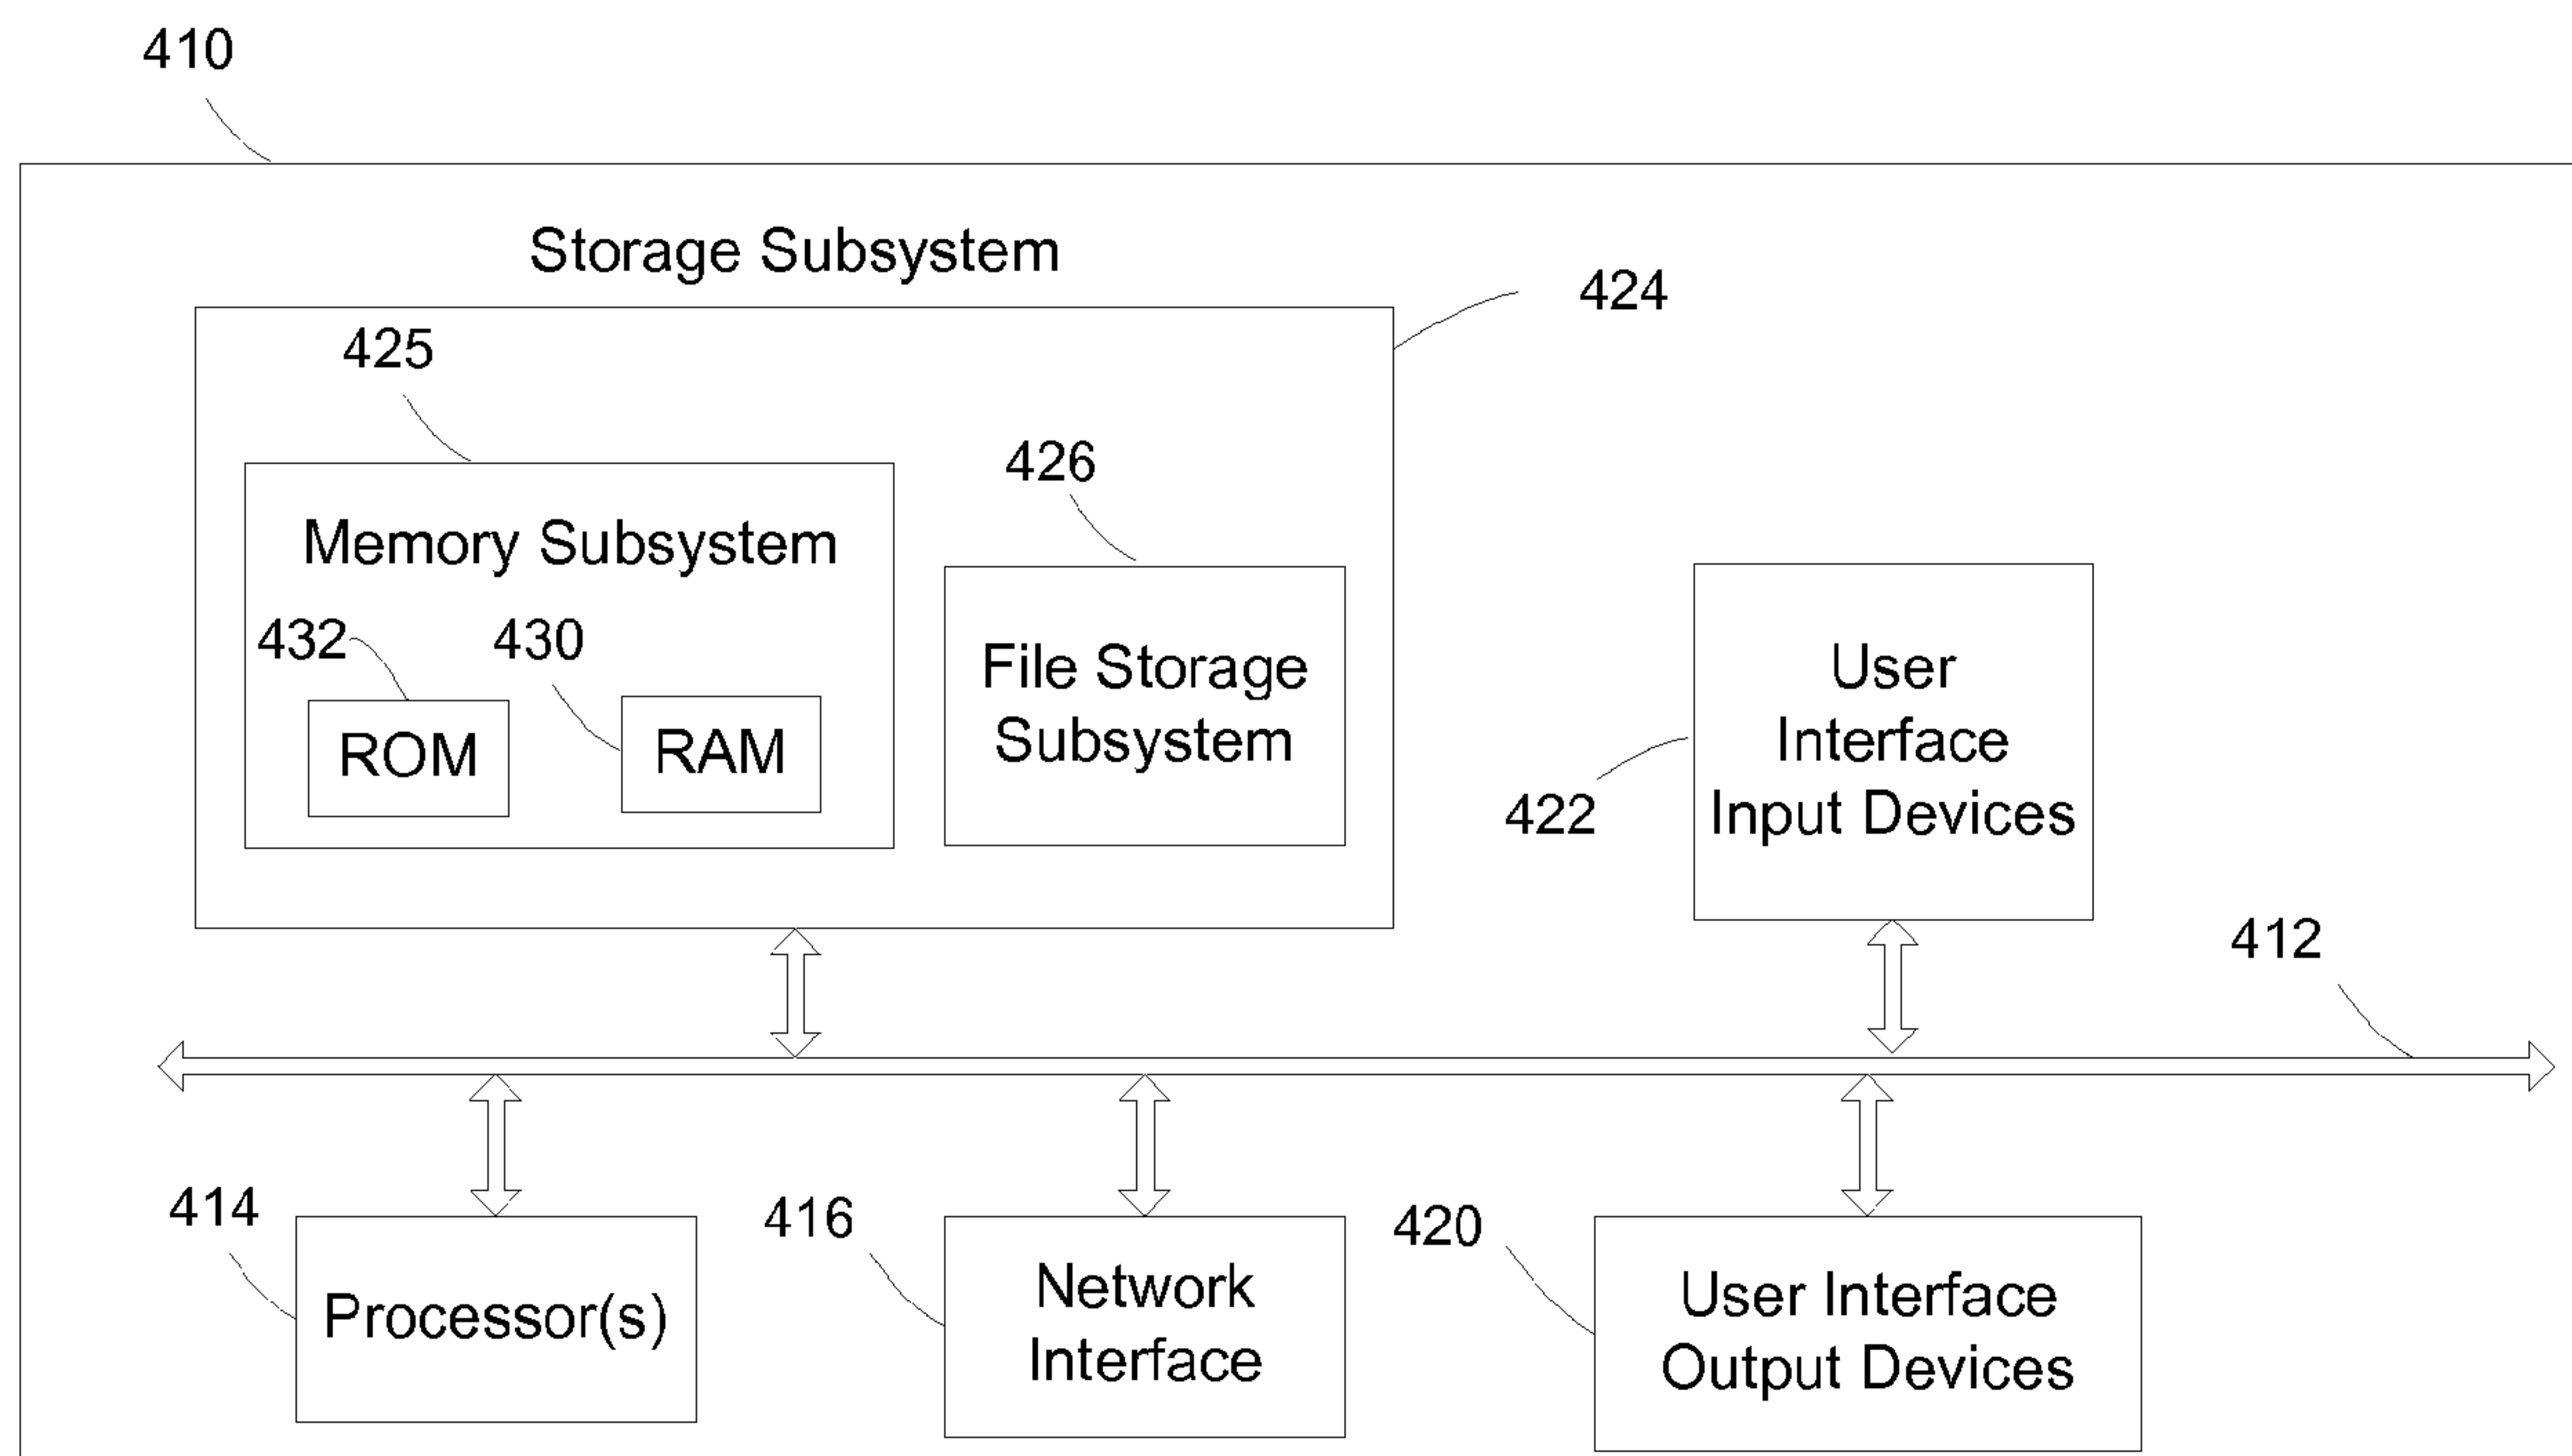 410
Storage Subsystem
424
425
426
Memory Subsystem
432
430
ROM
RAM
File Storage
Subsystem
User
Interface
Input Devices
422
412
414
Processor(s)
416
Network
Interface
420
User Interface
Output Devices